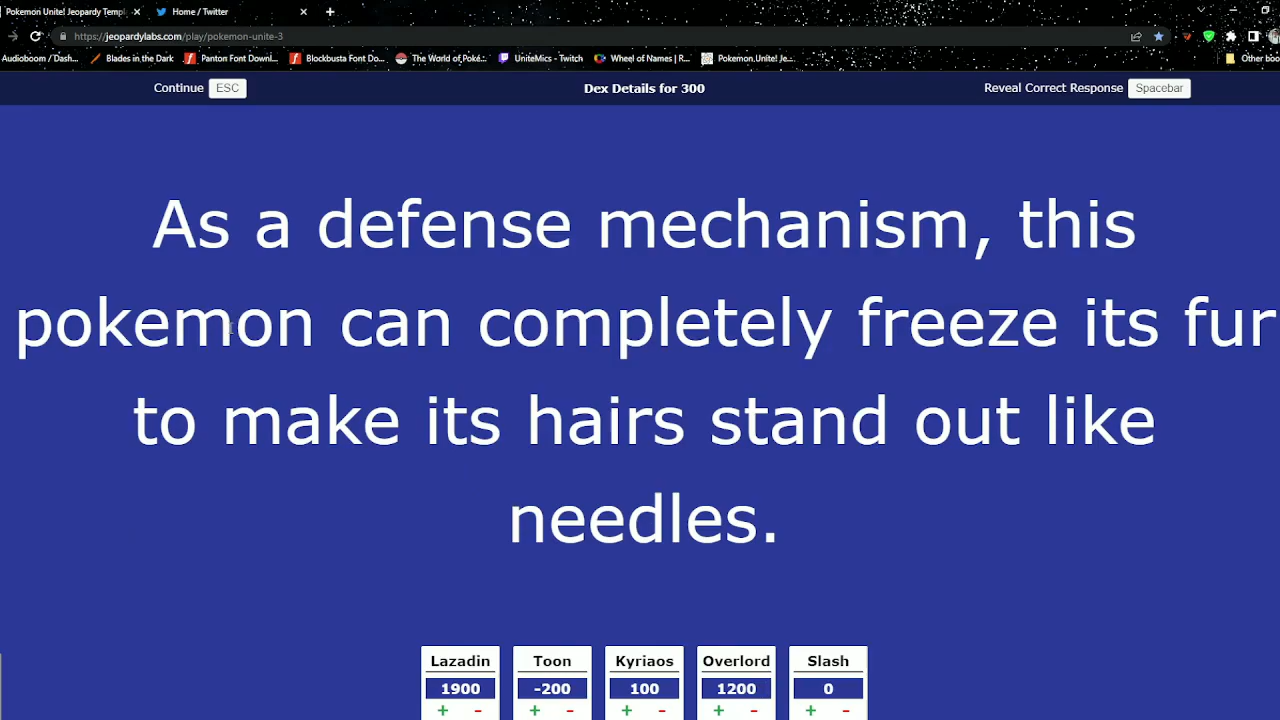 Pokemon Unite! Jeopardy Templ
Home / Twitter
https://jeopardylabs.com/play/pokemon-unite-3
Audioboom / Dash...
Blades in the Dark
Panton Font Downl...
Blockbusta Font Do...
The World of Poké...
UniteMics - Twitch
Wheel of Names | R...
Pokemon Unite! Je...
Other boo
Continue ESC
Dex Details for 300
Reveal Correct Response Spacebar
As a defense mechanism, this
pokemon can completely freeze its fur
to make its hairs stand out like
needles.
Lazadin Toon Kyriaos Overlord Slash
1900 -200 100 1200 0
+ - + - + - + - + -